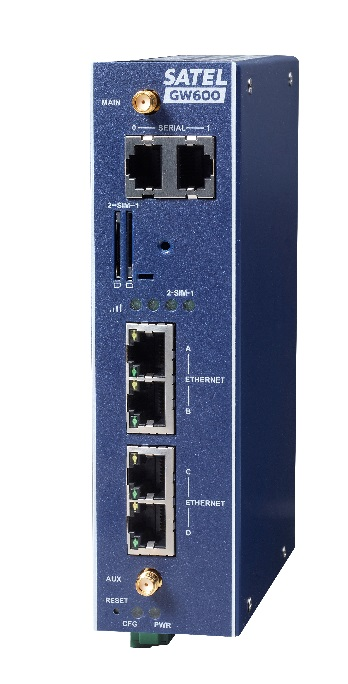 SATEL
GW600
MAIN
0 SERIAL 1
2-SIM-1
2-SIM-1
A
ETHERNET
B
C
ETHERNET
D
AUX
RESET
CFG PWR